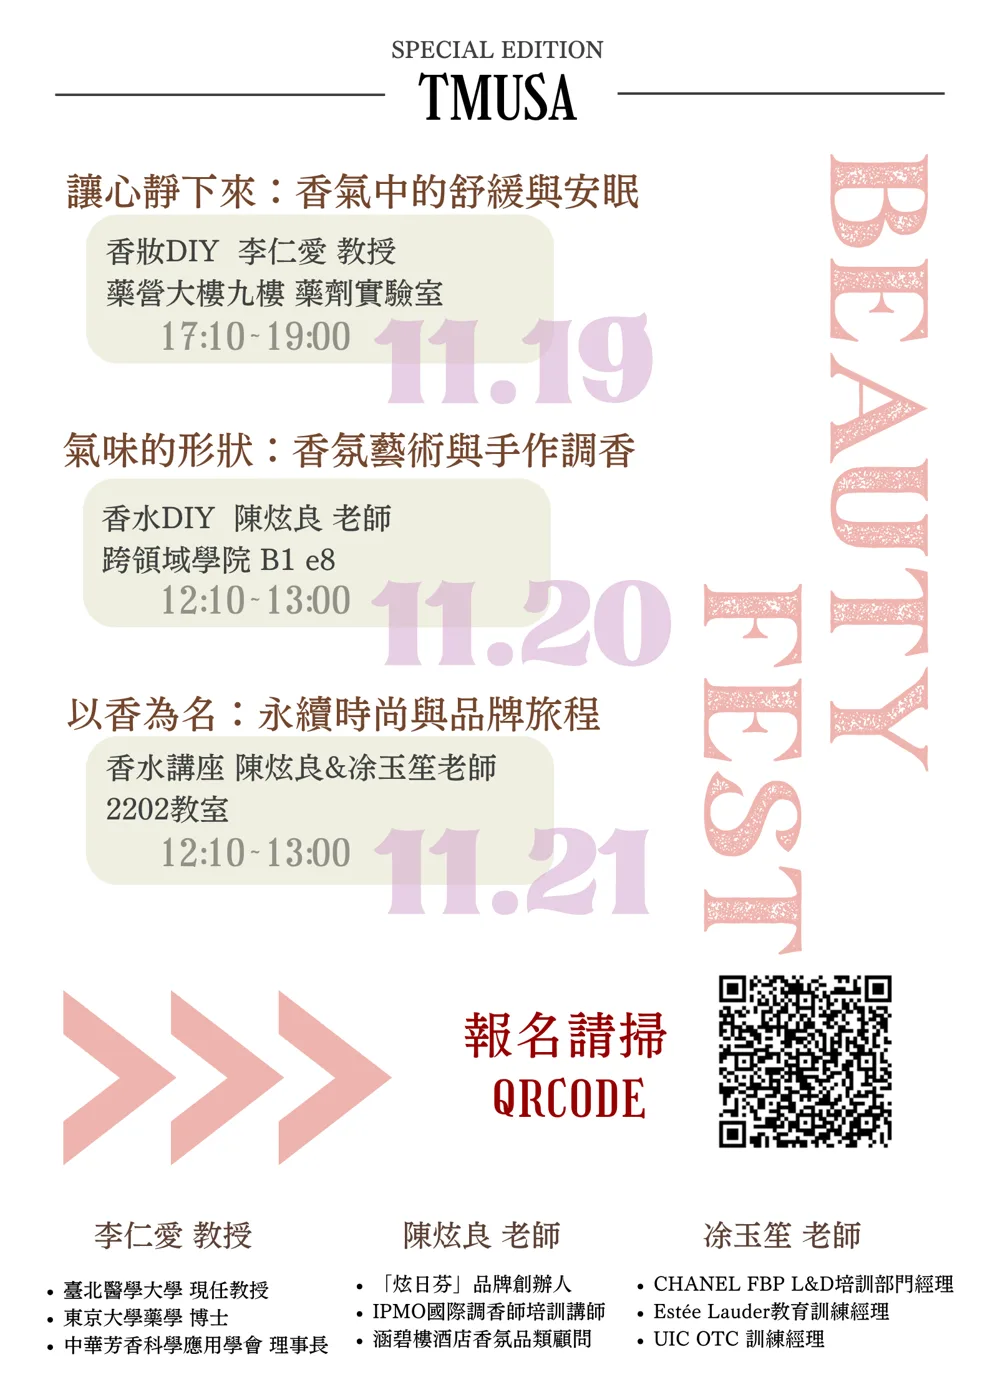 SPECIAL EDITION
TMUSA
BEAUTY
FEST
讓心靜下來：香氣中的舒緩與安眠
香妝DIY 李仁愛 教授
藥營大樓九樓 藥劑實驗室
17:10~19:00
11.19
氣味的形狀：香氛藝術與手作調香
香水DIY 陳炫良 老師
跨領域學院 B1 e8
12:10~13:00
11.20
以香為名：永續時尚與品牌旅程
香水講座 陳炫良&凃玉笙老師
2202教室
12:10~13:00
11.21
報名請掃
QRCODE
李仁愛 教授
• 臺北醫學大學 現任教授
• 東京大學藥學 博士
• 中華芳香科學應用學會 理事長
陳炫良 老師
• 「炫日芬」品牌創辦人
• IPMO國際調香師培訓講師
• 涵碧樓酒店香氛品類顧問
凃玉笙 老師
• CHANEL FBP L&D培訓部門經理
• Estée Lauder教育訓練經理
• UIC OTC 訓練經理